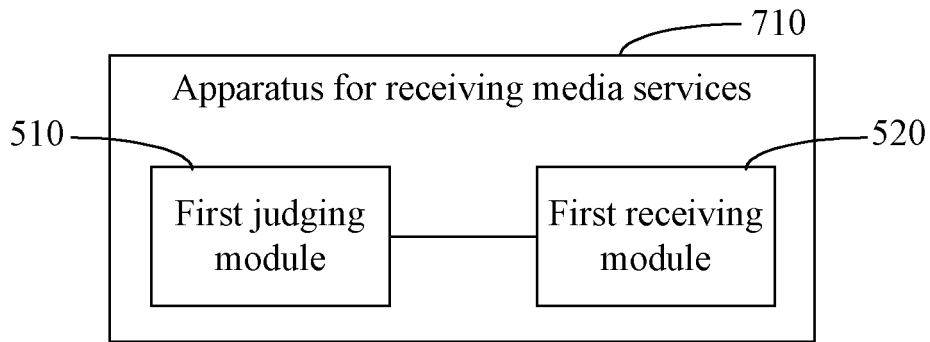 710
Apparatus for receiving media services
510
520
First judging
module
First receiving
module